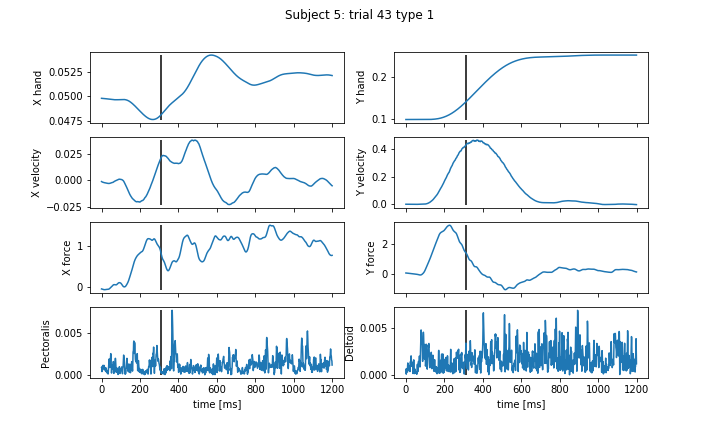 Subject 5: trial 43 type 1
X hand
0.0525
0.0500
0.0475
Y hand
0.2
0.1
X velocity
0.025
0.000
−0.025
Y velocity
0.4
0.2
0.0
X force
1
0
Y force
2
0
Pectoralis
0.005
0.000
0 200 400 600 800 1000 1200
time [ms]
Deltoid
0.005
0.000
0 200 400 600 800 1000 1200
time [ms]